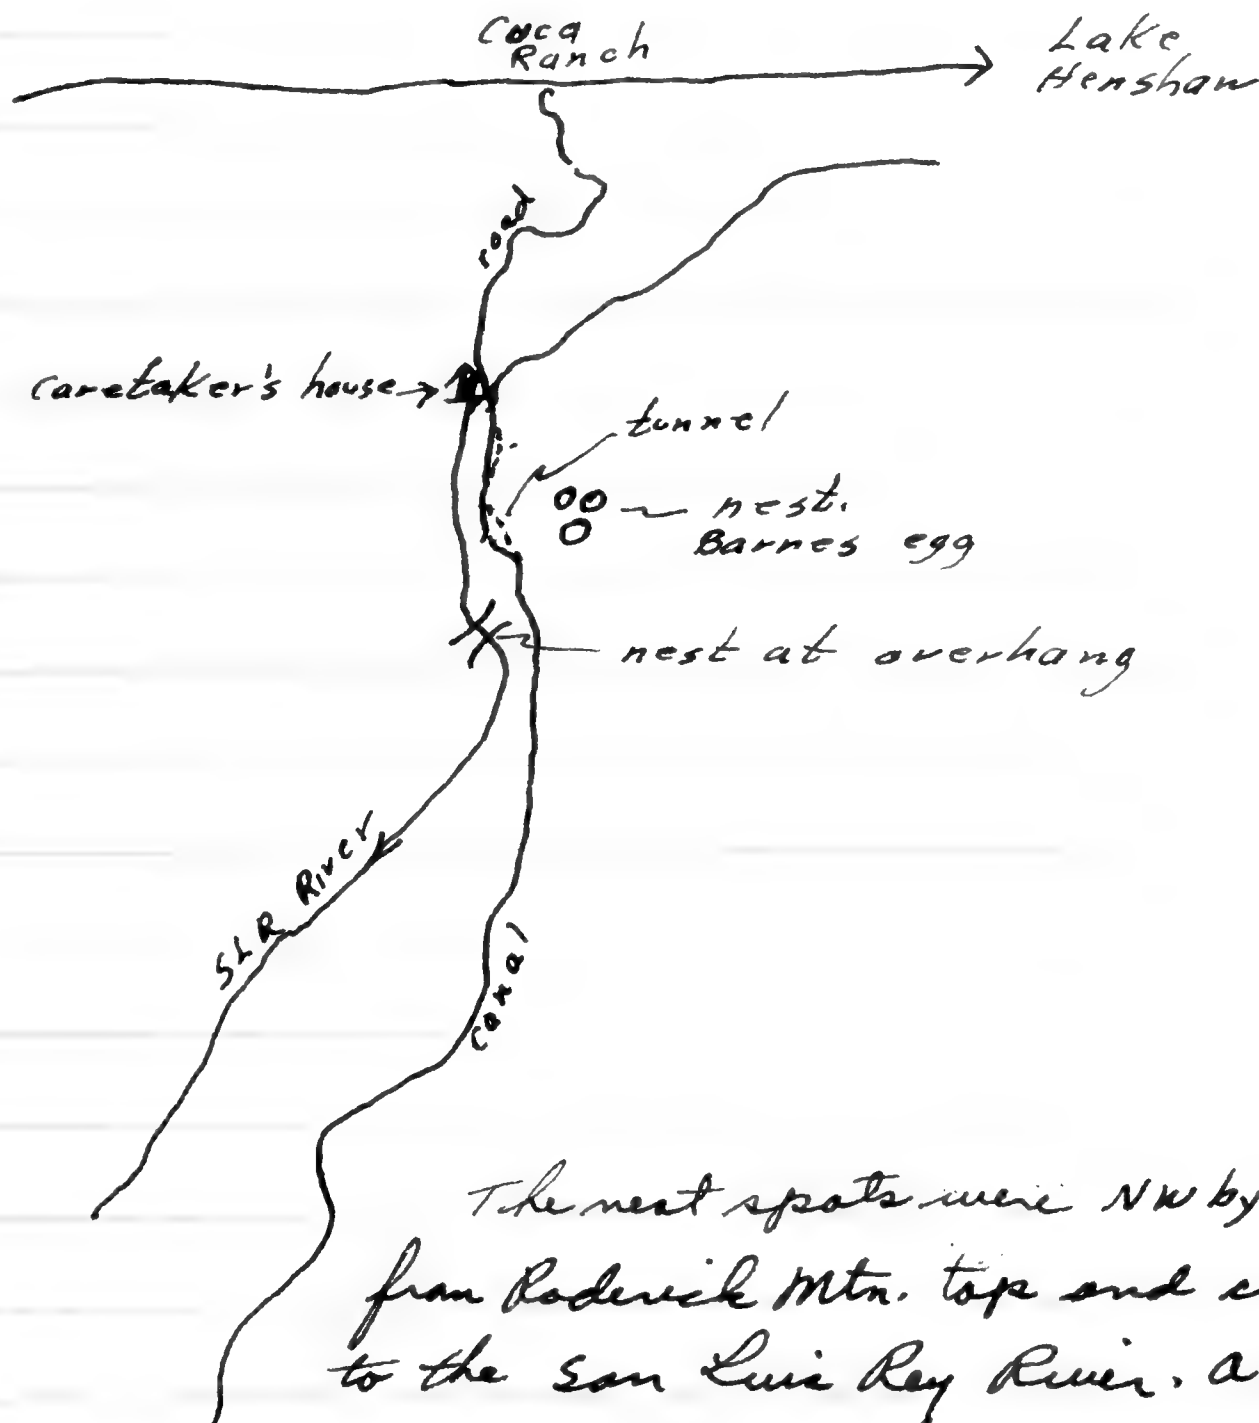 Cuca
Ranch
Lake
Henshaw
road
caretaker's house
tunnel
nest.
Barnes egg
nest at overhang
SLR River
canal
The nest spots were NW by
from Roderick Mtn. top and c
to the San Luis Rey River. a